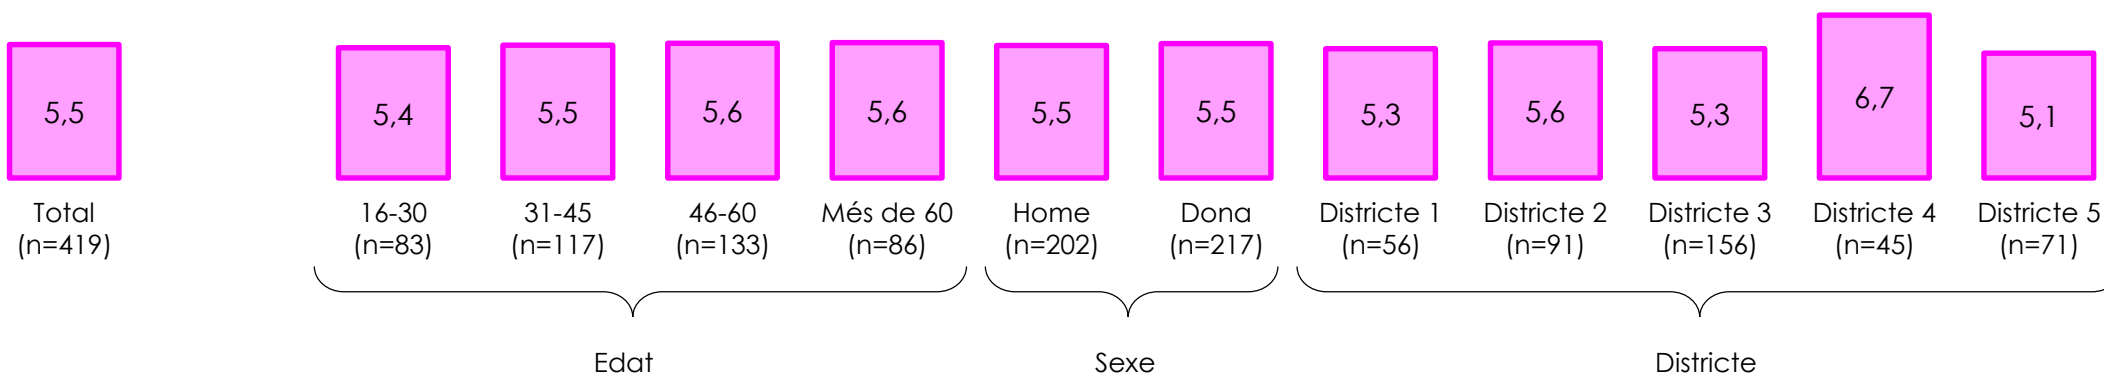 5,5 5,4 5,5 5,6 5,6 5,5 5,5 5,3 5,6 5,3 6,7 5,1
Total 16-30 31-45 46-60 Més de 60 Home Dona Districte 1 Districte 2 Districte 3 Districte 4 Districte 5
(n=419) (n=83) (n=117) (n=133) (n=86) (n=202) (n=217) (n=56) (n=91) (n=156) (n=45) (n=71)
Edat Sexe Districte